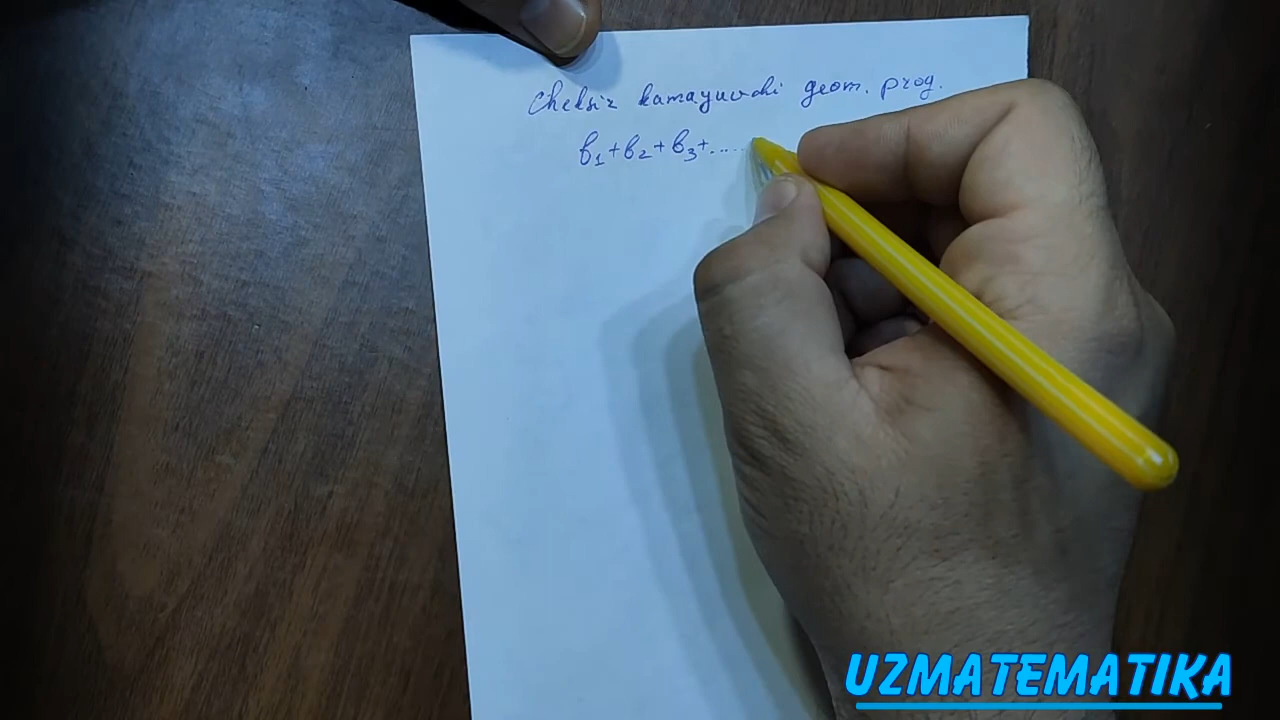 Cheksiz kamayuvchi geom. prog.
b₁+b₂+b₃+.....
UZMATEMATIKA